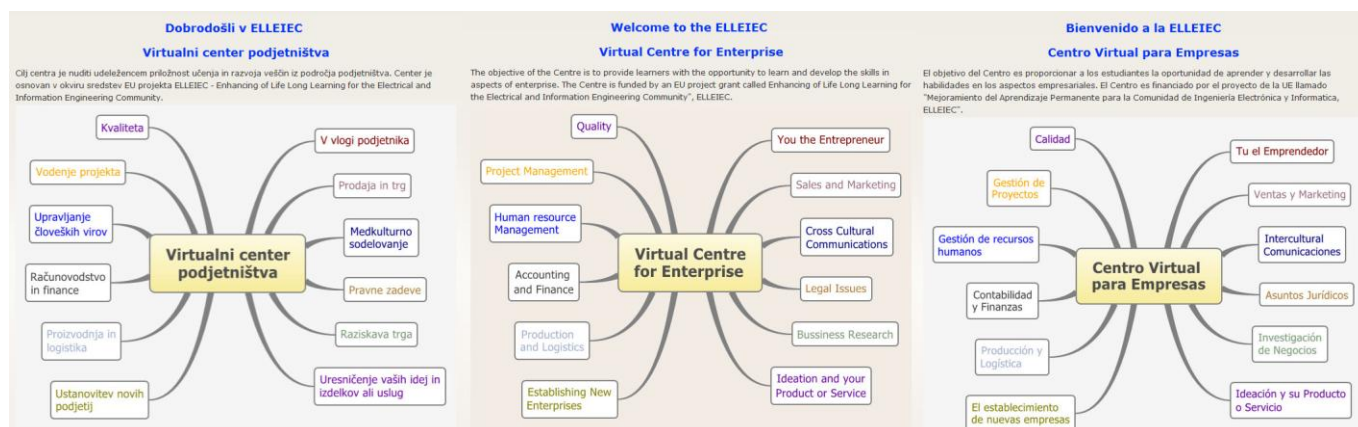 Dobrodošli v ELLEIEC
Virtualni center podjetništva
Cilj centra je nuditi udeležencem priložnost učenja in razvoja veščin iz področja podjetništva. Center je
osnovan v okviru sredstev EU projekta ELLEIEC - Enhancing of Life Long Learning for the Electrical and
Information Engineering Community.
Kvaliteta
V vlogi podjetnika
Vodenje projekta
Prodaja in trg
Upravljanje
človeških virov
Medkulturno
sodelovanje
Virtualni center
podjetništva
Računovodstvo
in finance
Pravne zadeve
Proizvodnja in
logistika
Raziskava trga
Ustanovitev novih
podjetij
Uresničenje vaših idej in
izdelkov ali uslug
Welcome to the ELLEIEC
Virtual Centre for Enterprise
The objective of the Centre is to provide learners with the opportunity to learn and develop the skills in
aspects of enterprise. The Centre is funded by an EU project grant called Enhancing of Life Long Learning for
the Electrical and Information Engineering Community", ELLEIEC.
Quality
You the Entrepreneur
Project Management
Sales and Marketing
Human resource
Management
Cross Cultural
Communications
Virtual Centre
for Enterprise
Accounting
and Finance
Legal Issues
Production
and Logistics
Bussiness Research
Establishing New
Enterprises
Ideation and your
Product or Service
Bienvenido a la ELLEIEC
Centro Virtual para Empresas
El objetivo del Centro es proporcionar a los estudiantes la oportunidad de aprender y desarrollar las
habilidades en los aspectos empresariales. El Centro es financiado por el proyecto de la UE llamado
"Mejoramiento del Aprendizaje Permanente para la Comunidad de Ingeniería Electrónica y Informatica,
ELLEIEC".
Calidad
Tu el Emprendedor
Gestión de
Proyectos
Ventas y Marketing
Gestión de recursos
humanos
Intercultural
Comunicaciones
Centro Virtual
para Empresas
Contabilidad
y Finanzas
Asuntos Jurídicos
Producción y
Logística
Investigación
de Negocios
El establecimiento
de nuevas empresas
Ideación y su Producto
o Servicio